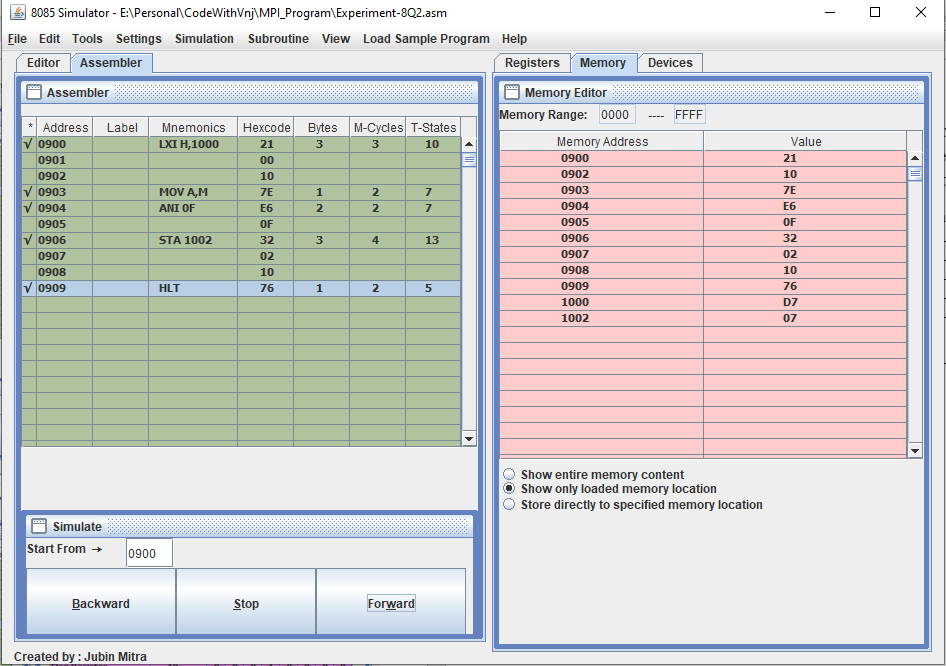 8085 Simulator - E:\Personal\CodeWithVnj\MPI_Program\Experiment-8Q2.asm
File Edit Tools Settings Simulation Subroutine View Load Sample Program Help
Editor Assembler
Assembler
* Address Label Mnemonics Hexcode Bytes M-Cycles T-States
√ 0900 LXI H,1000 21 3 3 10
0901 00
0902 10
√ 0903 MOV A,M 7E 1 2 7
√ 0904 ANI 0F E6 2 2 7
0905 0F
√ 0906 STA 1002 32 3 4 13
0907 02
0908 10
√ 0909 HLT 76 1 2 5
Simulate
Start From → 0900
Backward Stop Forward
Created by : Jubin Mitra
Registers Memory Devices
Memory Editor
Memory Range: 0000 ---- FFFF
Memory Address Value
0900 21
0902 10
0903 7E
0904 E6
0905 0F
0906 32
0907 02
0908 10
0909 76
1000 D7
1002 07
Show entire memory content
Show only loaded memory location
Store directly to specified memory location